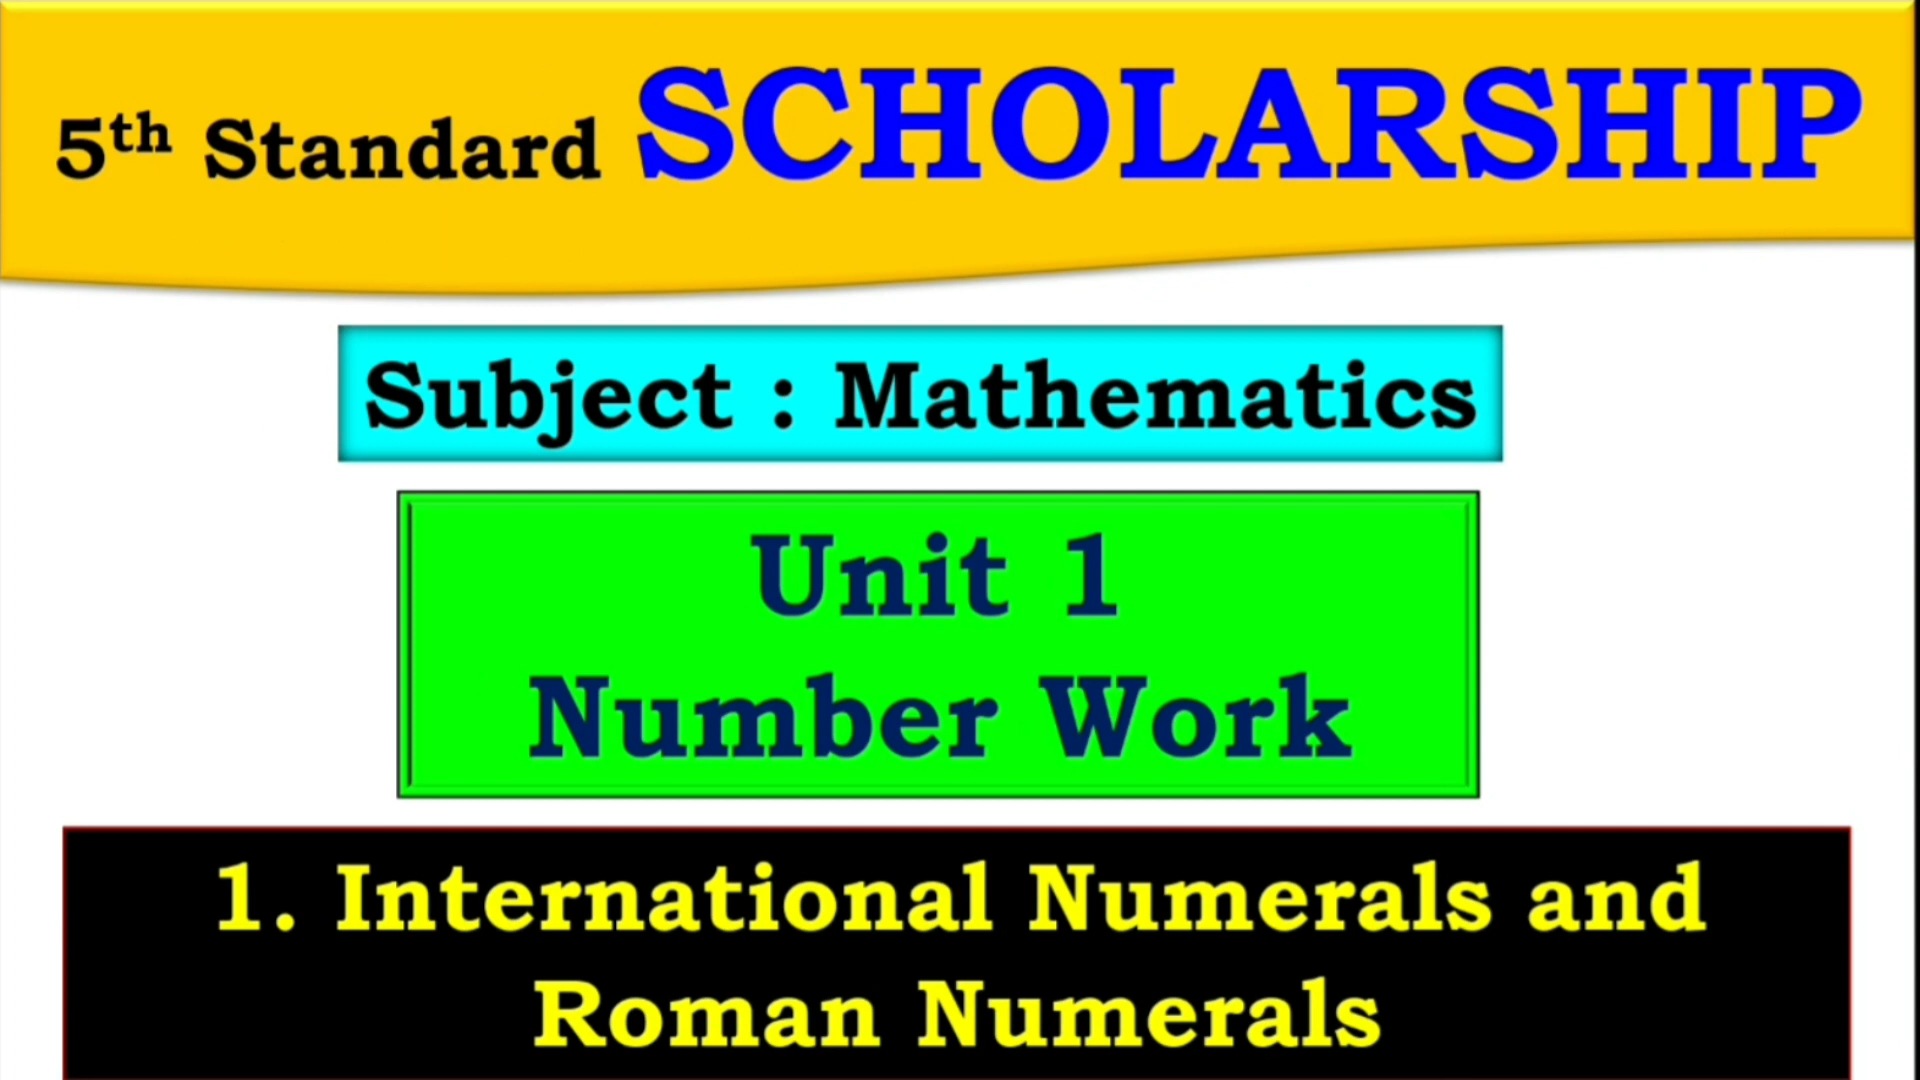 5th Standard SCHOLARSHIP
Subject : Mathematics
Unit 1
Number Work
1. International Numerals and
Roman Numerals